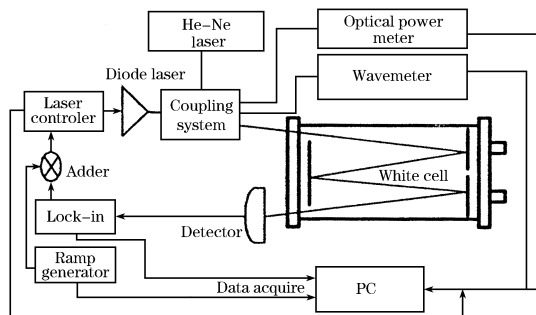 He-Ne
laser
Optical power
meter
Diode laser
Wavemeter
Laser
controler
Coupling
system
Adder
White cell
Lock-in
Detector
Ramp
generator
Data acquire
PC